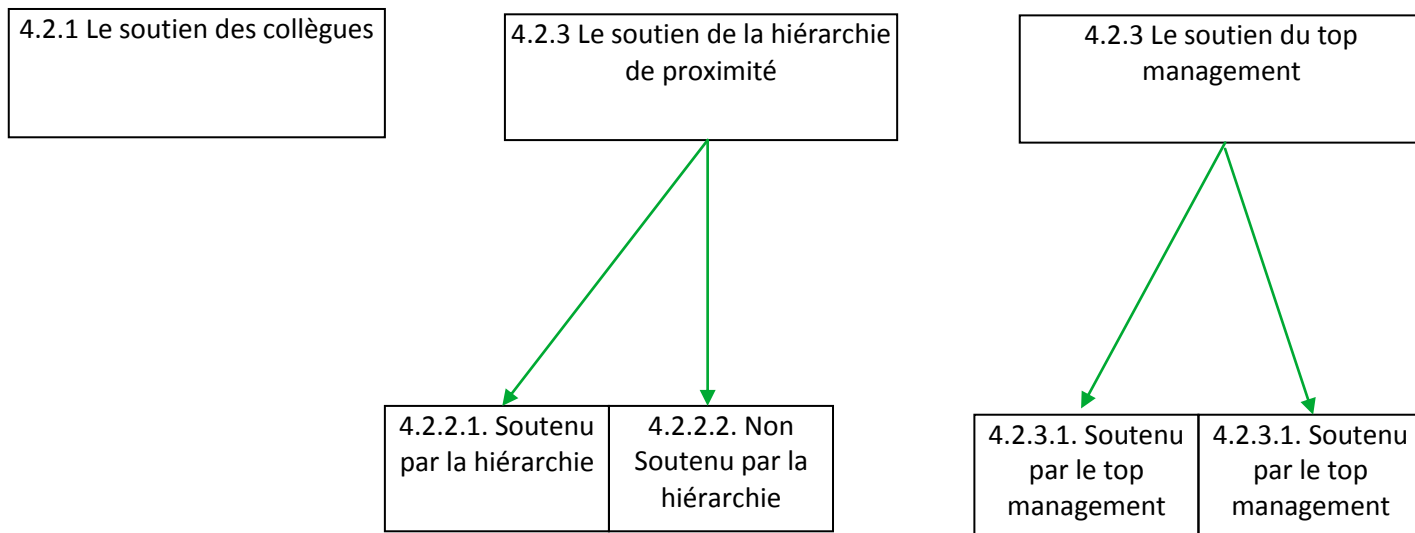 4.2.1 Le soutien des collègues
4.2.3 Le soutien de la hiérarchie
de proximité
4.2.3 Le soutien du top
management
4.2.2.1. Soutenu
par la hiérarchie
4.2.2.2. Non
Soutenu par la
hiérarchie
4.2.3.1. Soutenu
par le top
management
4.2.3.1. Soutenu
par le top
management